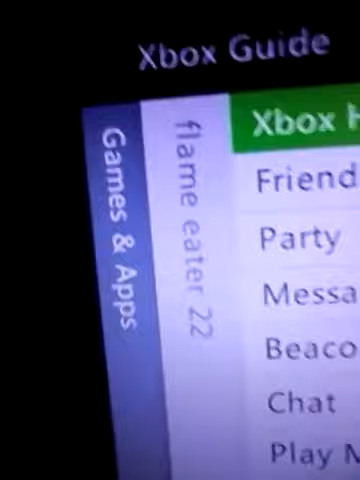 Xbox Guide
Games & Apps
flame eater 22
Xbox H
Friend
Party
Messa
Beaco
Chat
Play M